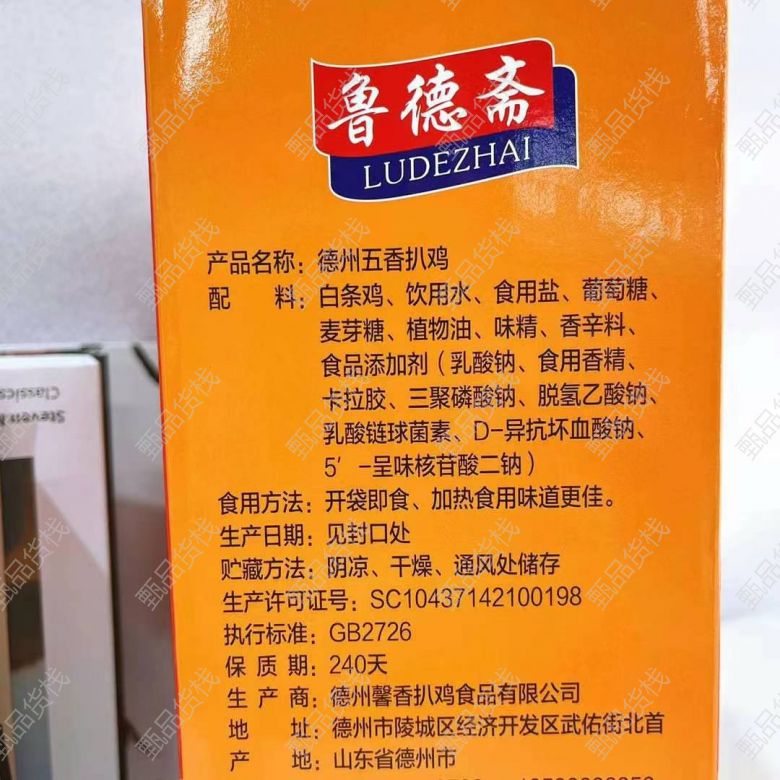 鲁德斋
LUDEZHAI
产品名称：德州五香扒鸡
配 料：白条鸡、饮用水、食用盐、葡萄糖、
麦芽糖、植物油、味精、香辛料、
食品添加剂（乳酸钠、食用香精、
卡拉胶、三聚磷酸钠、脱氢乙酸钠、
乳酸链球菌素、D-异抗坏血酸钠、
5′-呈味核苷酸二钠）
食用方法：开袋即食、加热食用味道更佳。
生产日期：见封口处
贮藏方法：阴凉、干燥、通风处储存
生产许可证号：SC10437142100198
执行标准：GB2726
保质期：240天
生产商：德州馨香扒鸡食品有限公司
地 址：德州市陵城区经济开发区武佑街北首
产 地：山东省德州市
Steven
Classics
甄品货栈